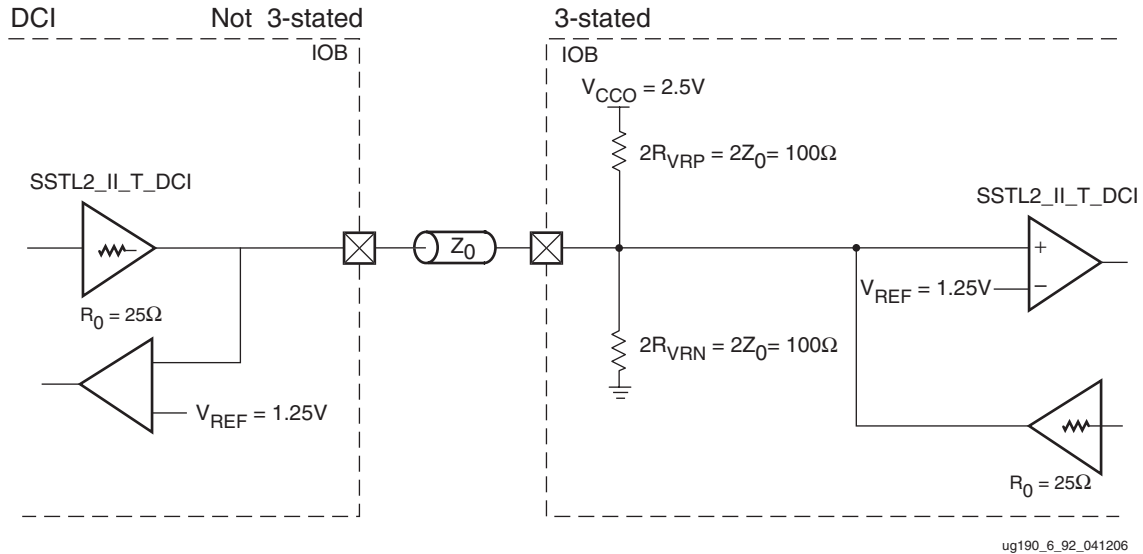 DCI Not 3-stated
3-stated
IOB
IOB
V_CCO = 2.5V
2R_VRP = 2Z_0= 100Ω
SSTL2_II_T_DCI
SSTL2_II_T_DCI
Z_0
+
V_REF = 1.25V
–
R_0 = 25Ω
2R_VRN = 2Z_0= 100Ω
V_REF = 1.25V
R_0 = 25Ω
ug190_6_92_041206